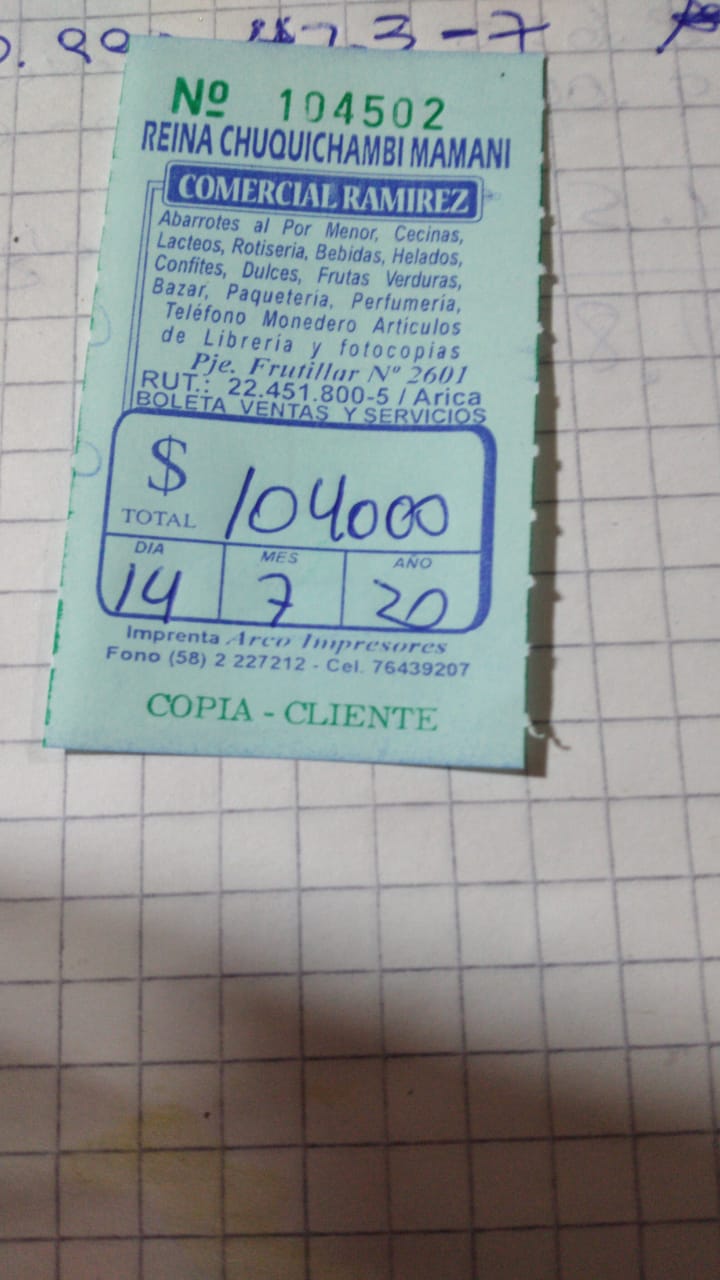 3-7
Nº 104502
REINA CHUQUICHAMBI MAMANI
COMERCIAL RAMIREZ
Abarrotes al Por Menor, Cecinas,
Lacteos, Rotiseria, Bebidas, Helados,
Confites, Dulces, Frutas Verduras,
Bazar, Paqueteria, Perfumeria,
Teléfono Monedero Articulos
de Libreria y fotocopias
Pje. Frutillar Nº 2601
RUT.: 22.451.800-5 / Arica
BOLETA VENTAS Y SERVICIOS
$ 104000
TOTAL
DIA MES AÑO
14 7 20
Imprenta Arco Impresores
Fono (58) 2 227212 - Cel. 76439207
COPIA - CLIENTE